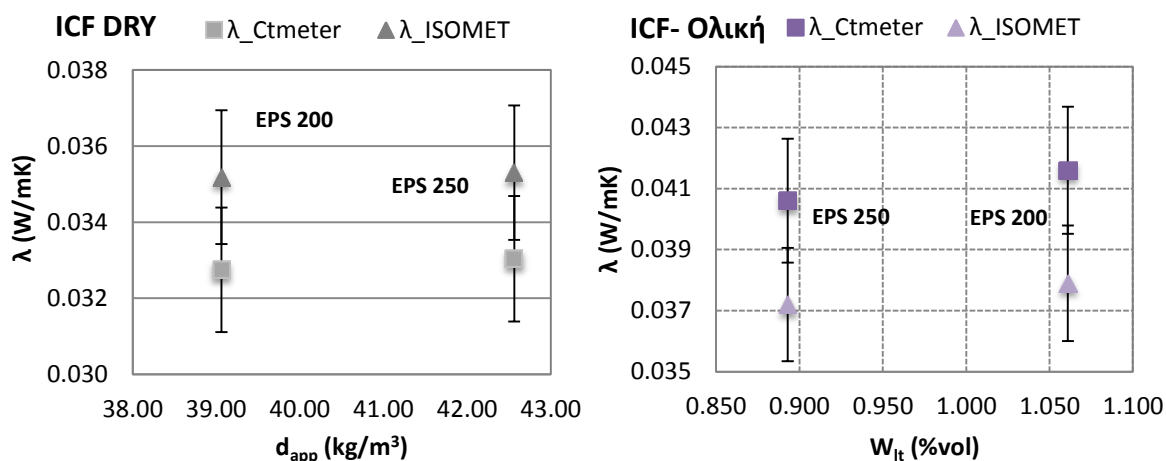 ICF DRY λ_Ctmeter λ_ISOMET
0.038
0.036
0.034
0.032
0.030
EPS 200
EPS 250
38.00 39.00 40.00 41.00 42.00 43.00
d_app (kg/m³)
λ (W/mK)
ICF- Ολική λ_Ctmeter λ_ISOMET
0.045
0.043
0.041
0.039
0.037
0.035
EPS 250
EPS 200
0.850 0.900 0.950 1.000 1.050 1.100
W_lt (%vol)
λ (W/mK)